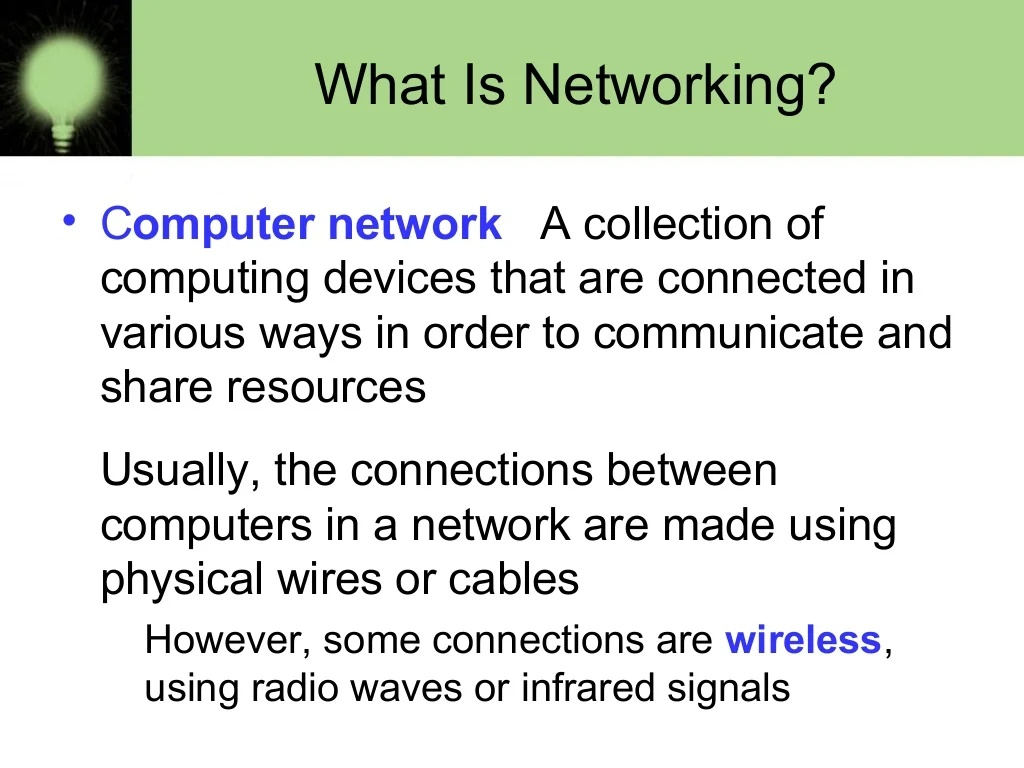 What Is Networking?
• Computer network   A collection of
computing devices that are connected in
various ways in order to communicate and
share resources
Usually, the connections between
computers in a network are made using
physical wires or cables
However, some connections are wireless,
using radio waves or infrared signals